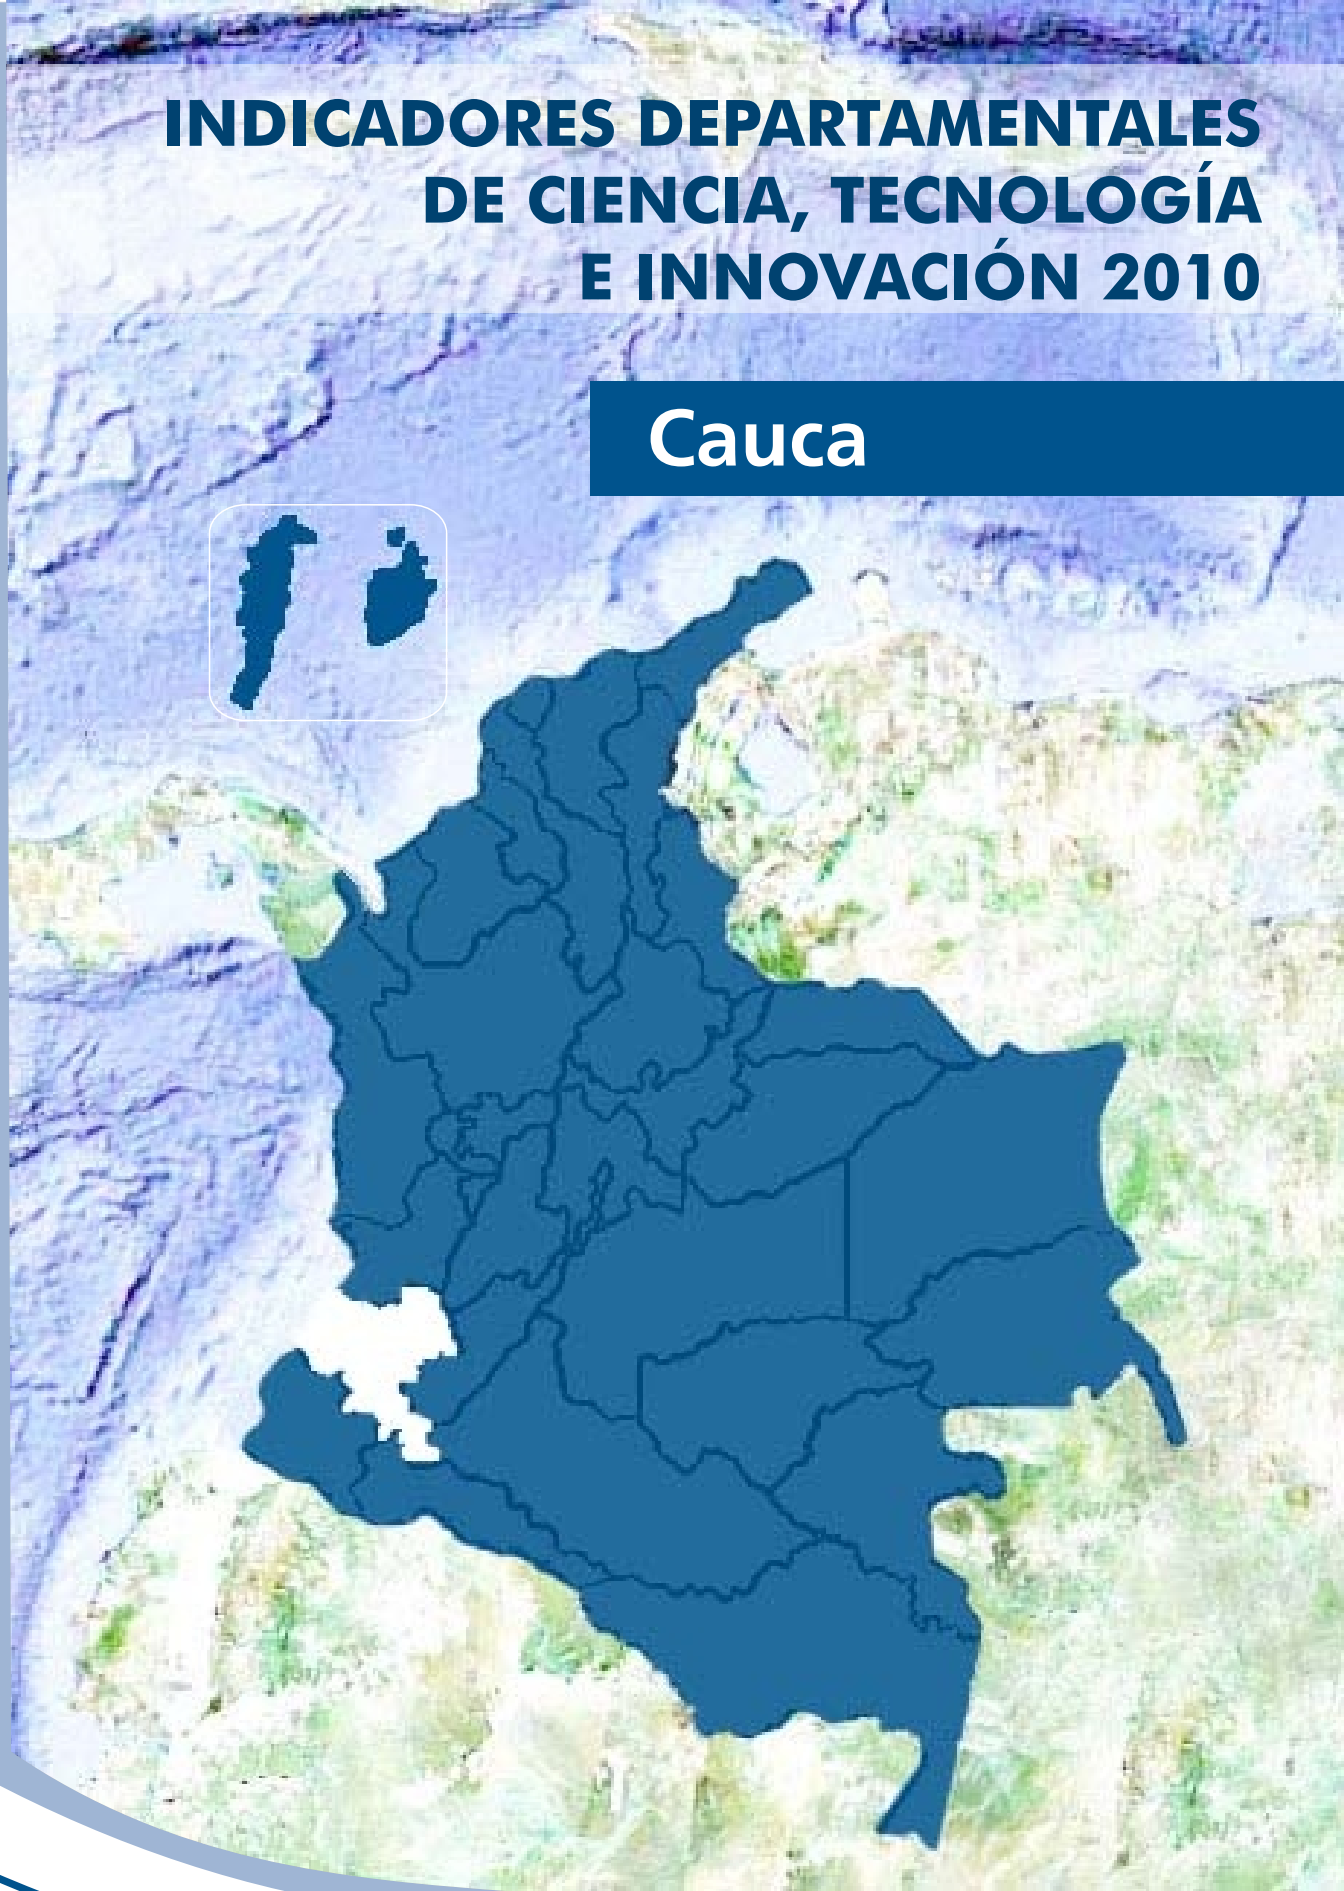 INDICADORES DEPARTAMENTALES
DE CIENCIA, TECNOLOGÍA
E INNOVACIÓN 2010
Cauca